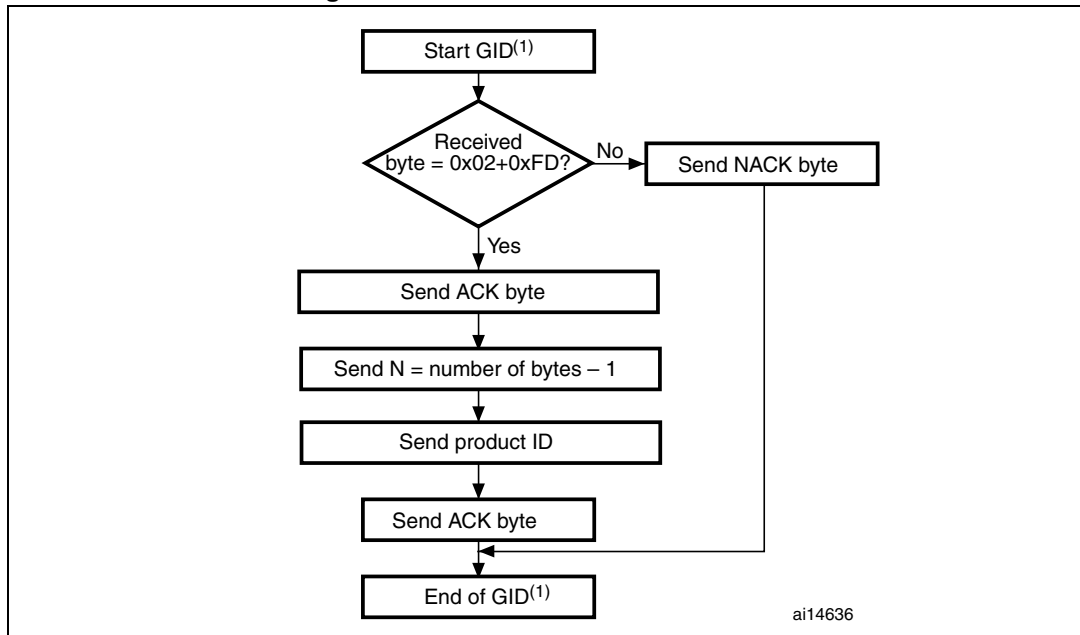 Start GID(1)
Received
byte = 0x02+0xFD?
No
Send NACK byte
Yes
Send ACK byte
Send N = number of bytes – 1
Send product ID
Send ACK byte
End of GID(1)
ai14636